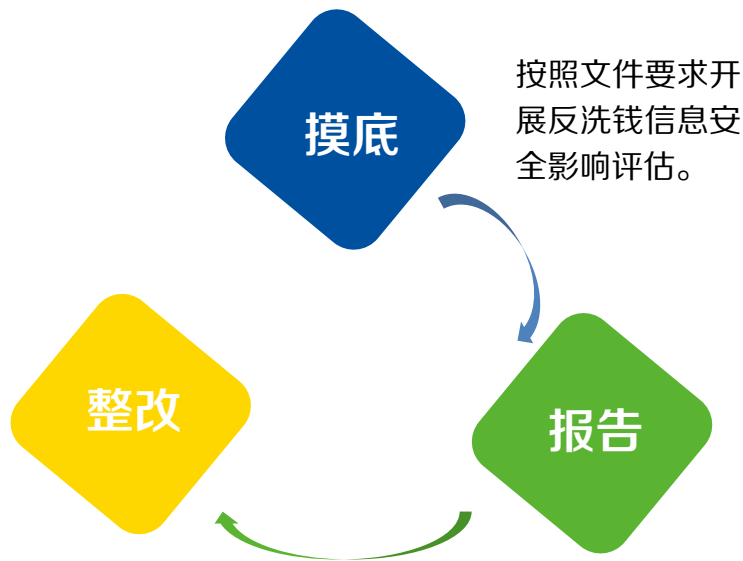 摸底
按照文件要求开
展反洗钱信息安
全影响评估。
整改
报告